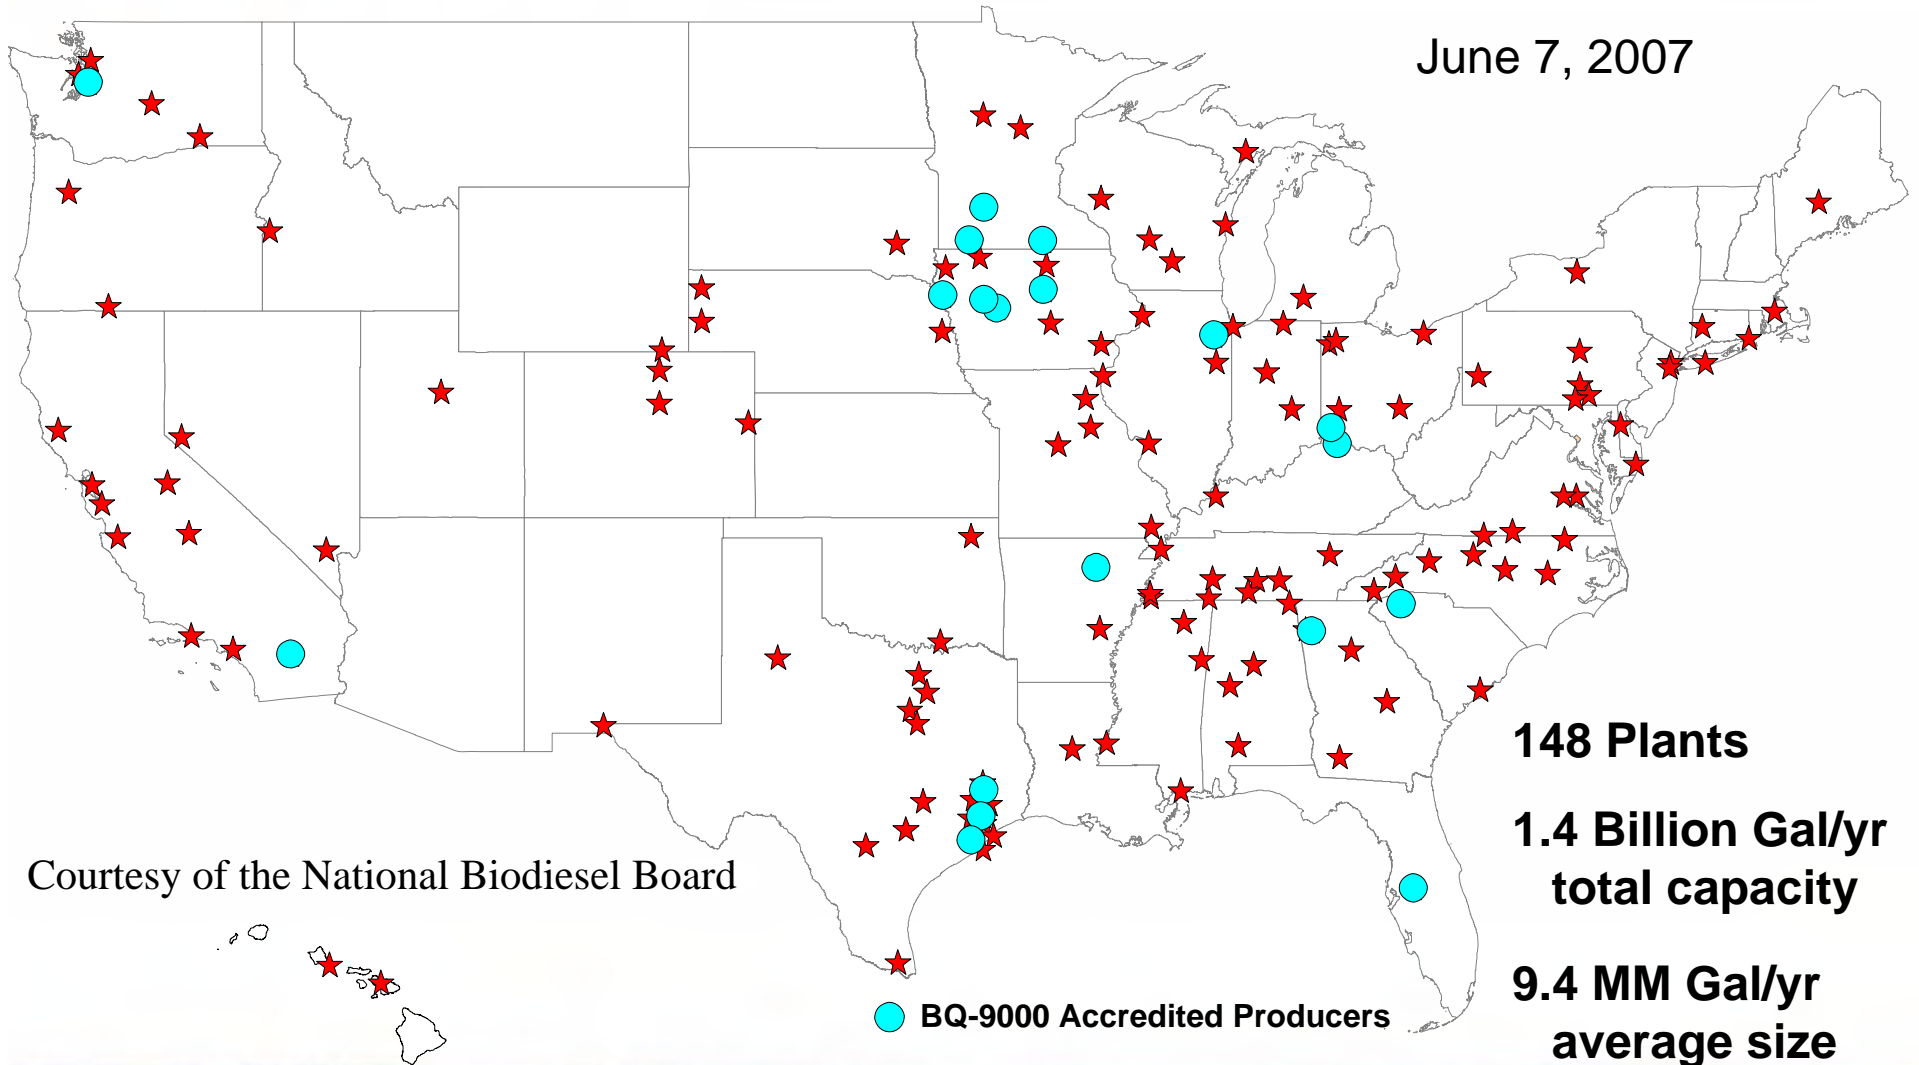 June 7, 2007
148 Plants
1.4 Billion Gal/yr
total capacity
Courtesy of the National Biodiesel Board
9.4 MM Gal/yr
average size
BQ-9000 Accredited Producers